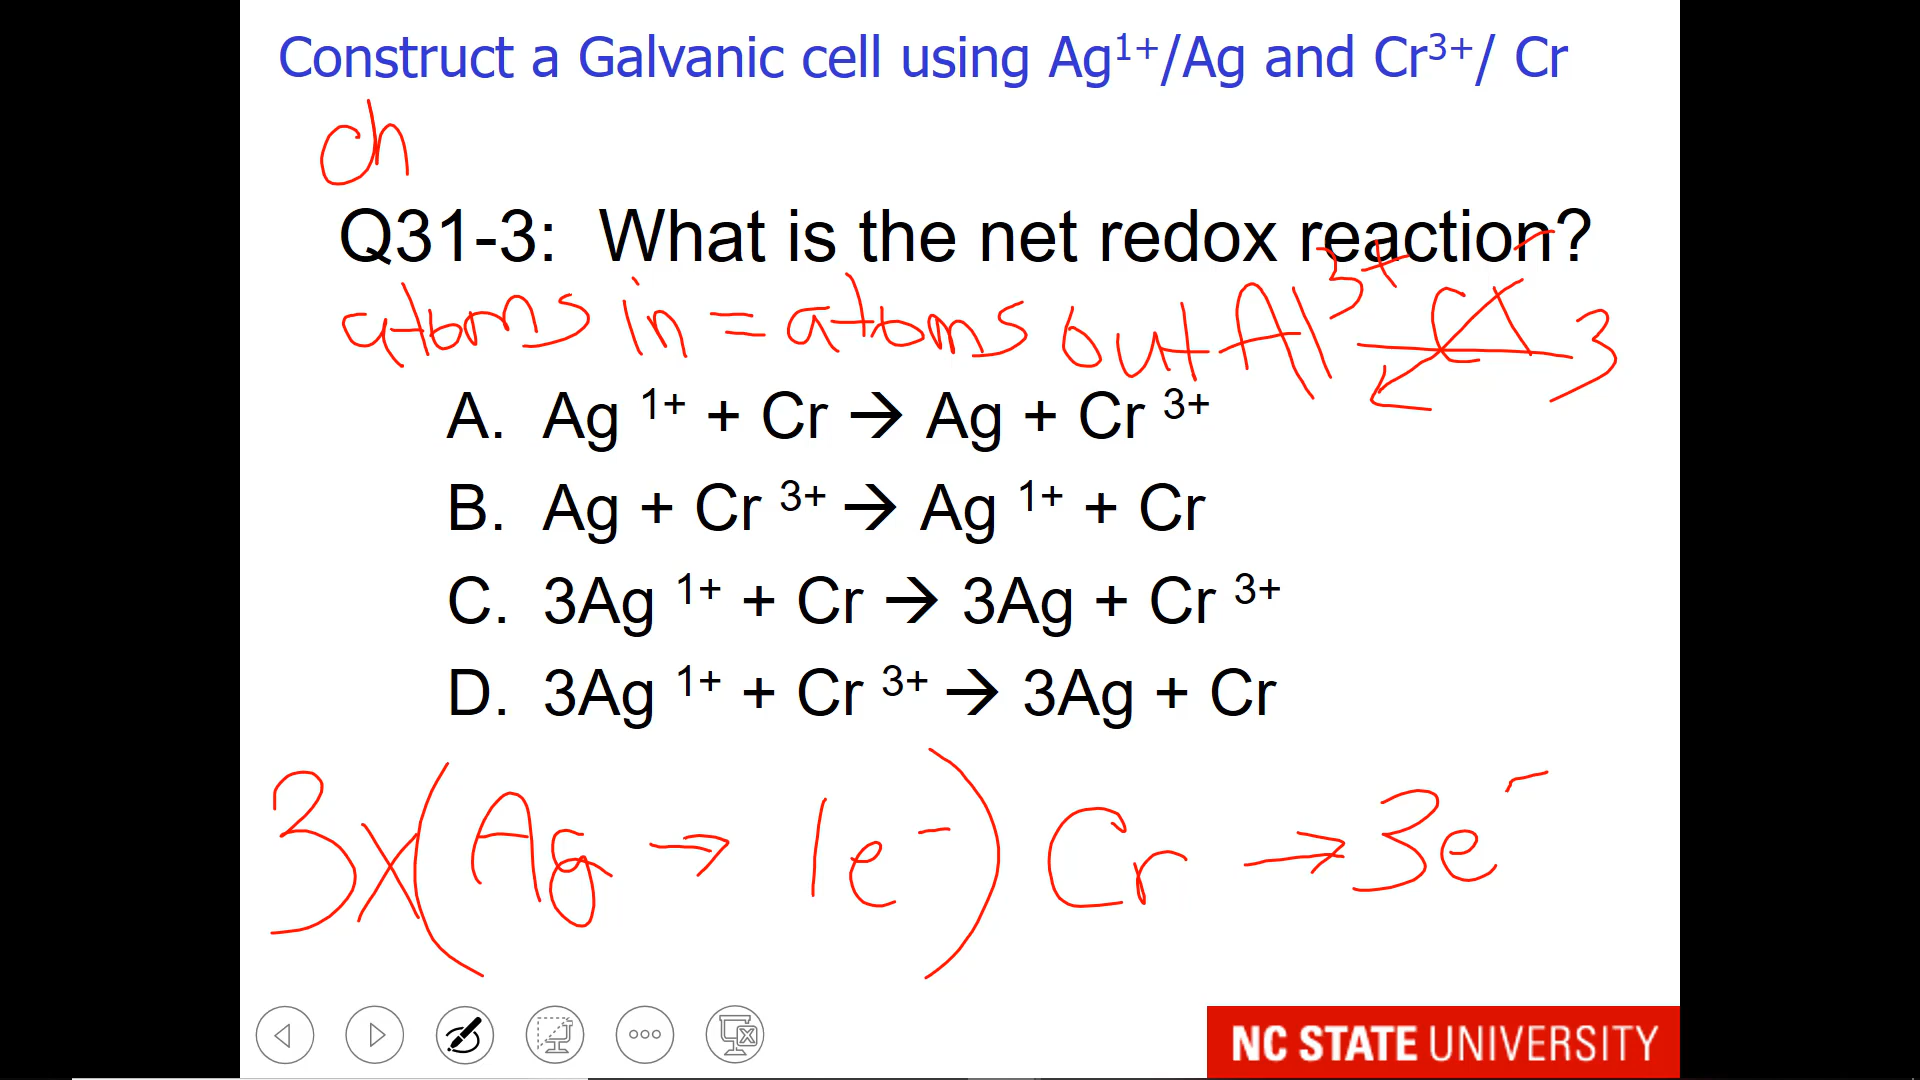 Construct a Galvanic cell using Ag¹⁺/Ag and Cr³⁺/ Cr
ch
Q31-3: What is the net redox reaction?
atoms in = atoms out Al³⁺ Cl⁻ 3
A. Ag ¹⁺ + Cr → Ag + Cr ³⁺
B. Ag + Cr ³⁺ → Ag ¹⁺ + Cr
C. 3Ag ¹⁺ + Cr → 3Ag + Cr ³⁺
D. 3Ag ¹⁺ + Cr ³⁺ → 3Ag + Cr
3x(Ag → 1e⁻) Cr → 3e⁻
NC STATE UNIVERSITY